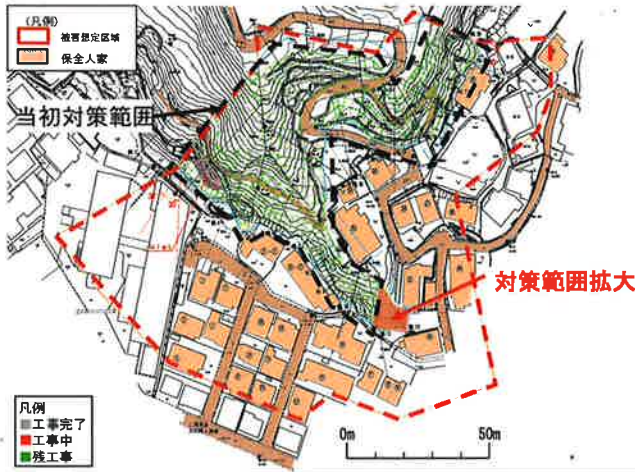 (凡例)
被害想定区域
保全人家
当初対策範囲
対策範囲拡大
凡例
工事完了
工事中
残工事
0m
50m